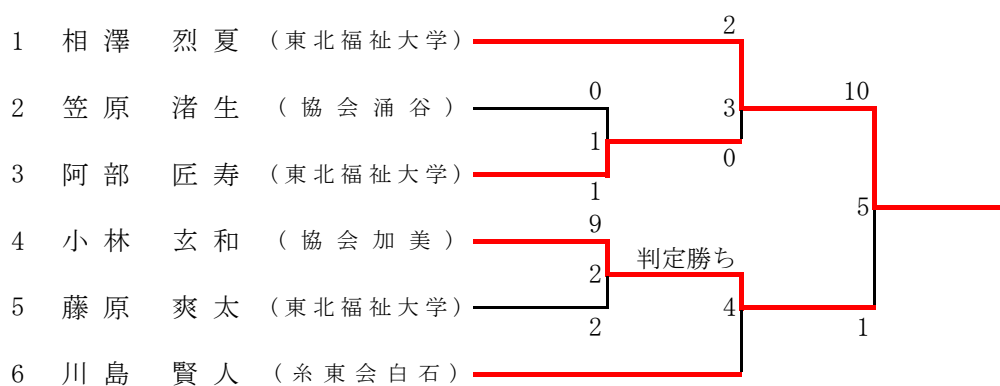 1 相澤 烈夏 (東北福祉大学)
2 笠原 渚生 (協会涌谷)
3 阿部 匠寿 (東北福祉大学)
4 小林 玄和 (協会加美)
5 藤原 爽太 (東北福祉大学)
6 川島 賢人 (糸東会白石)
2
0
10
3
1
0
1
5
9
判定勝ち
2
4
2
1